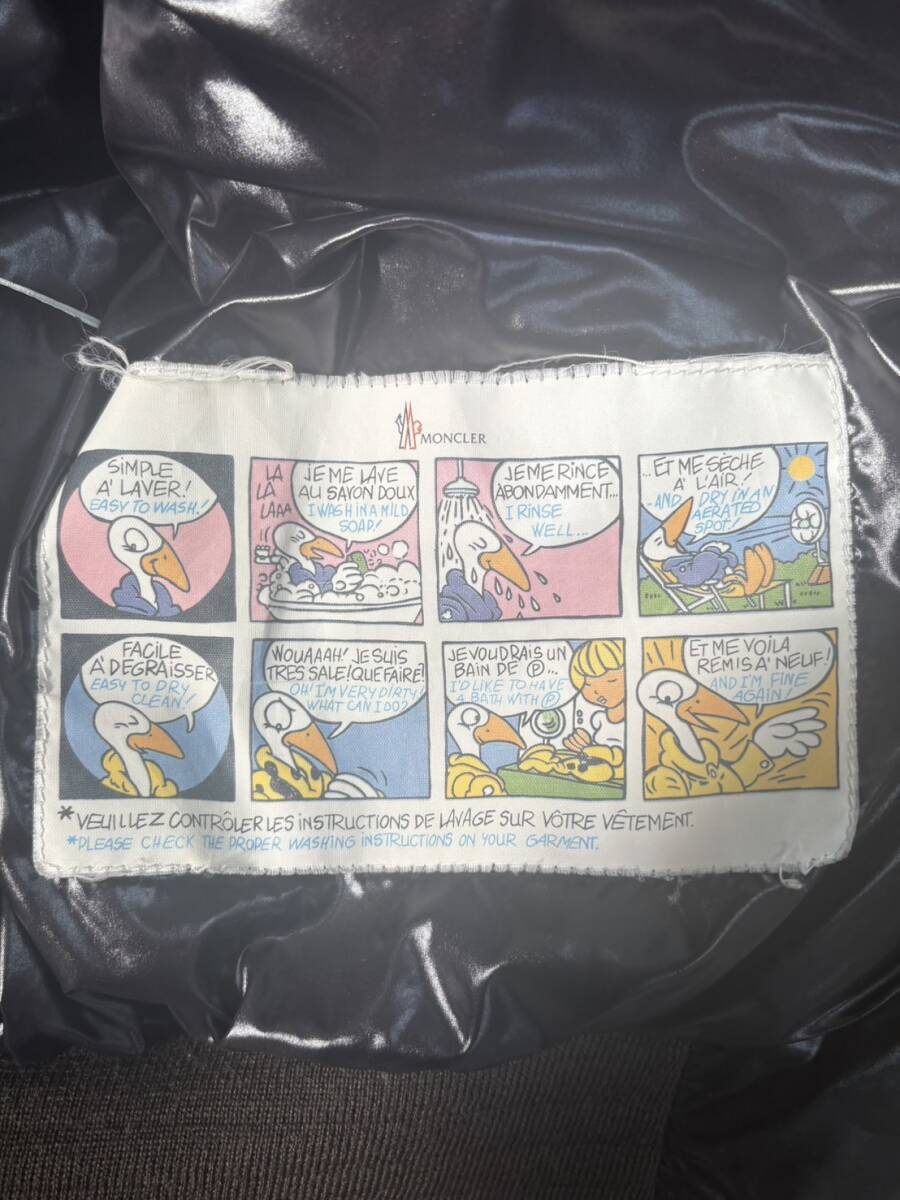 MONCLER
SIMPLE
A' LAVER!
EASY TO WASH!
LA
LA
LAAA
JE ME LAVE
AU SAYON DOUX
I WASH IN A MILD
SOAP!
JE ME RINCE
ABONDAMMENT...
I RINSE
WELL...
...ET ME SÈCHE
A' L'AIR!
-AND DRY IN AN
AERATED
SPOT!
FACILE
A' DEGRAISSER
EASY TO DRY
CLEAN!
WOUAAAH! JE SUIS
TRES SALE! QUE FAIRE?
OH! I'M VERY DIRTY!
WHAT CAN I DO?
JE VOUDRAIS UN
BAIN DE Ⓟ...
I'D LIKE TO HAVE
A BATH WITH Ⓟ
ET ME VOILA
REMIS A' NEUF!
AND I'M FINE
AGAIN!
*VEUILLEZ CONTRÔLER LES INSTRUCTIONS DE LAVAGE SUR VÔTRE VÊTEMENT.
*PLEASE CHECK THE PROPER WASHING INSTRUCTIONS ON YOUR GARMENT.